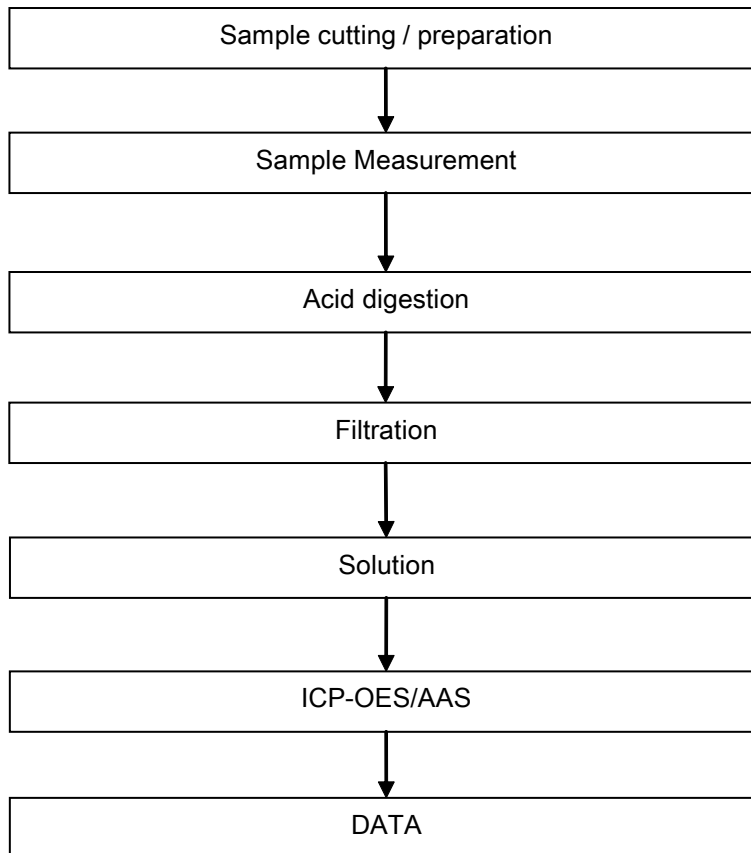 Sample cutting / preparation
Sample Measurement
Acid digestion
Filtration
Solution
ICP-OES/AAS
DATA